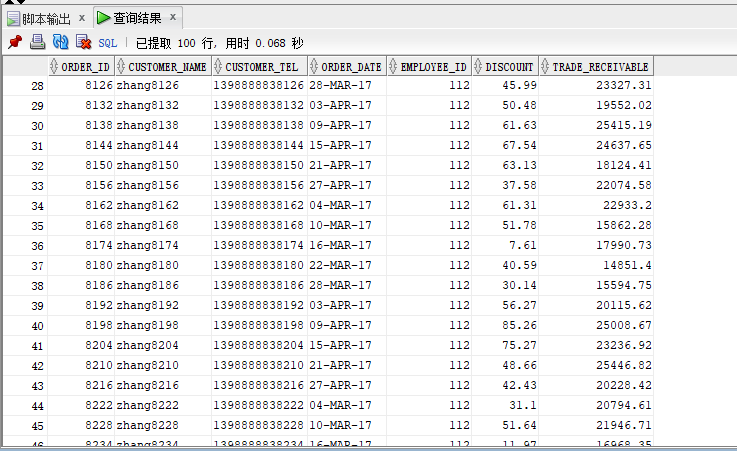 脚本输出 × 查询结果 ×
SQL | 已提取 100 行, 用时 0.068 秒
ORDER_ID CUSTOMER_NAME CUSTOMER_TEL ORDER_DATE EMPLOYEE_ID DISCOUNT TRADE_RECEIVABLE
28 8126 zhang8126 1398888838126 28-MAR-17 112 45.99 23327.31
29 8132 zhang8132 1398888838132 03-APR-17 112 50.48 19552.02
30 8138 zhang8138 1398888838138 09-APR-17 112 61.63 25415.19
31 8144 zhang8144 1398888838144 15-APR-17 112 67.54 24637.65
32 8150 zhang8150 1398888838150 21-APR-17 112 63.13 18124.41
33 8156 zhang8156 1398888838156 27-APR-17 112 37.58 22074.58
34 8162 zhang8162 1398888838162 04-MAR-17 112 61.31 22933.2
35 8168 zhang8168 1398888838168 10-MAR-17 112 51.78 15862.28
36 8174 zhang8174 1398888838174 16-MAR-17 112 7.61 17990.73
37 8180 zhang8180 1398888838180 22-MAR-17 112 40.59 14851.4
38 8186 zhang8186 1398888838186 28-MAR-17 112 30.14 15594.75
39 8192 zhang8192 1398888838192 03-APR-17 112 56.27 20115.62
40 8198 zhang8198 1398888838198 09-APR-17 112 85.26 25008.67
41 8204 zhang8204 1398888838204 15-APR-17 112 75.27 23236.92
42 8210 zhang8210 1398888838210 21-APR-17 112 48.66 25446.82
43 8216 zhang8216 1398888838216 27-APR-17 112 42.43 20228.42
44 8222 zhang8222 1398888838222 04-MAR-17 112 31.1 20794.61
45 8228 zhang8228 1398888838228 10-MAR-17 112 51.64 21946.71
46 8234 zhang8234 1398888838234 16-MAR-17 112 11.97 16968.35